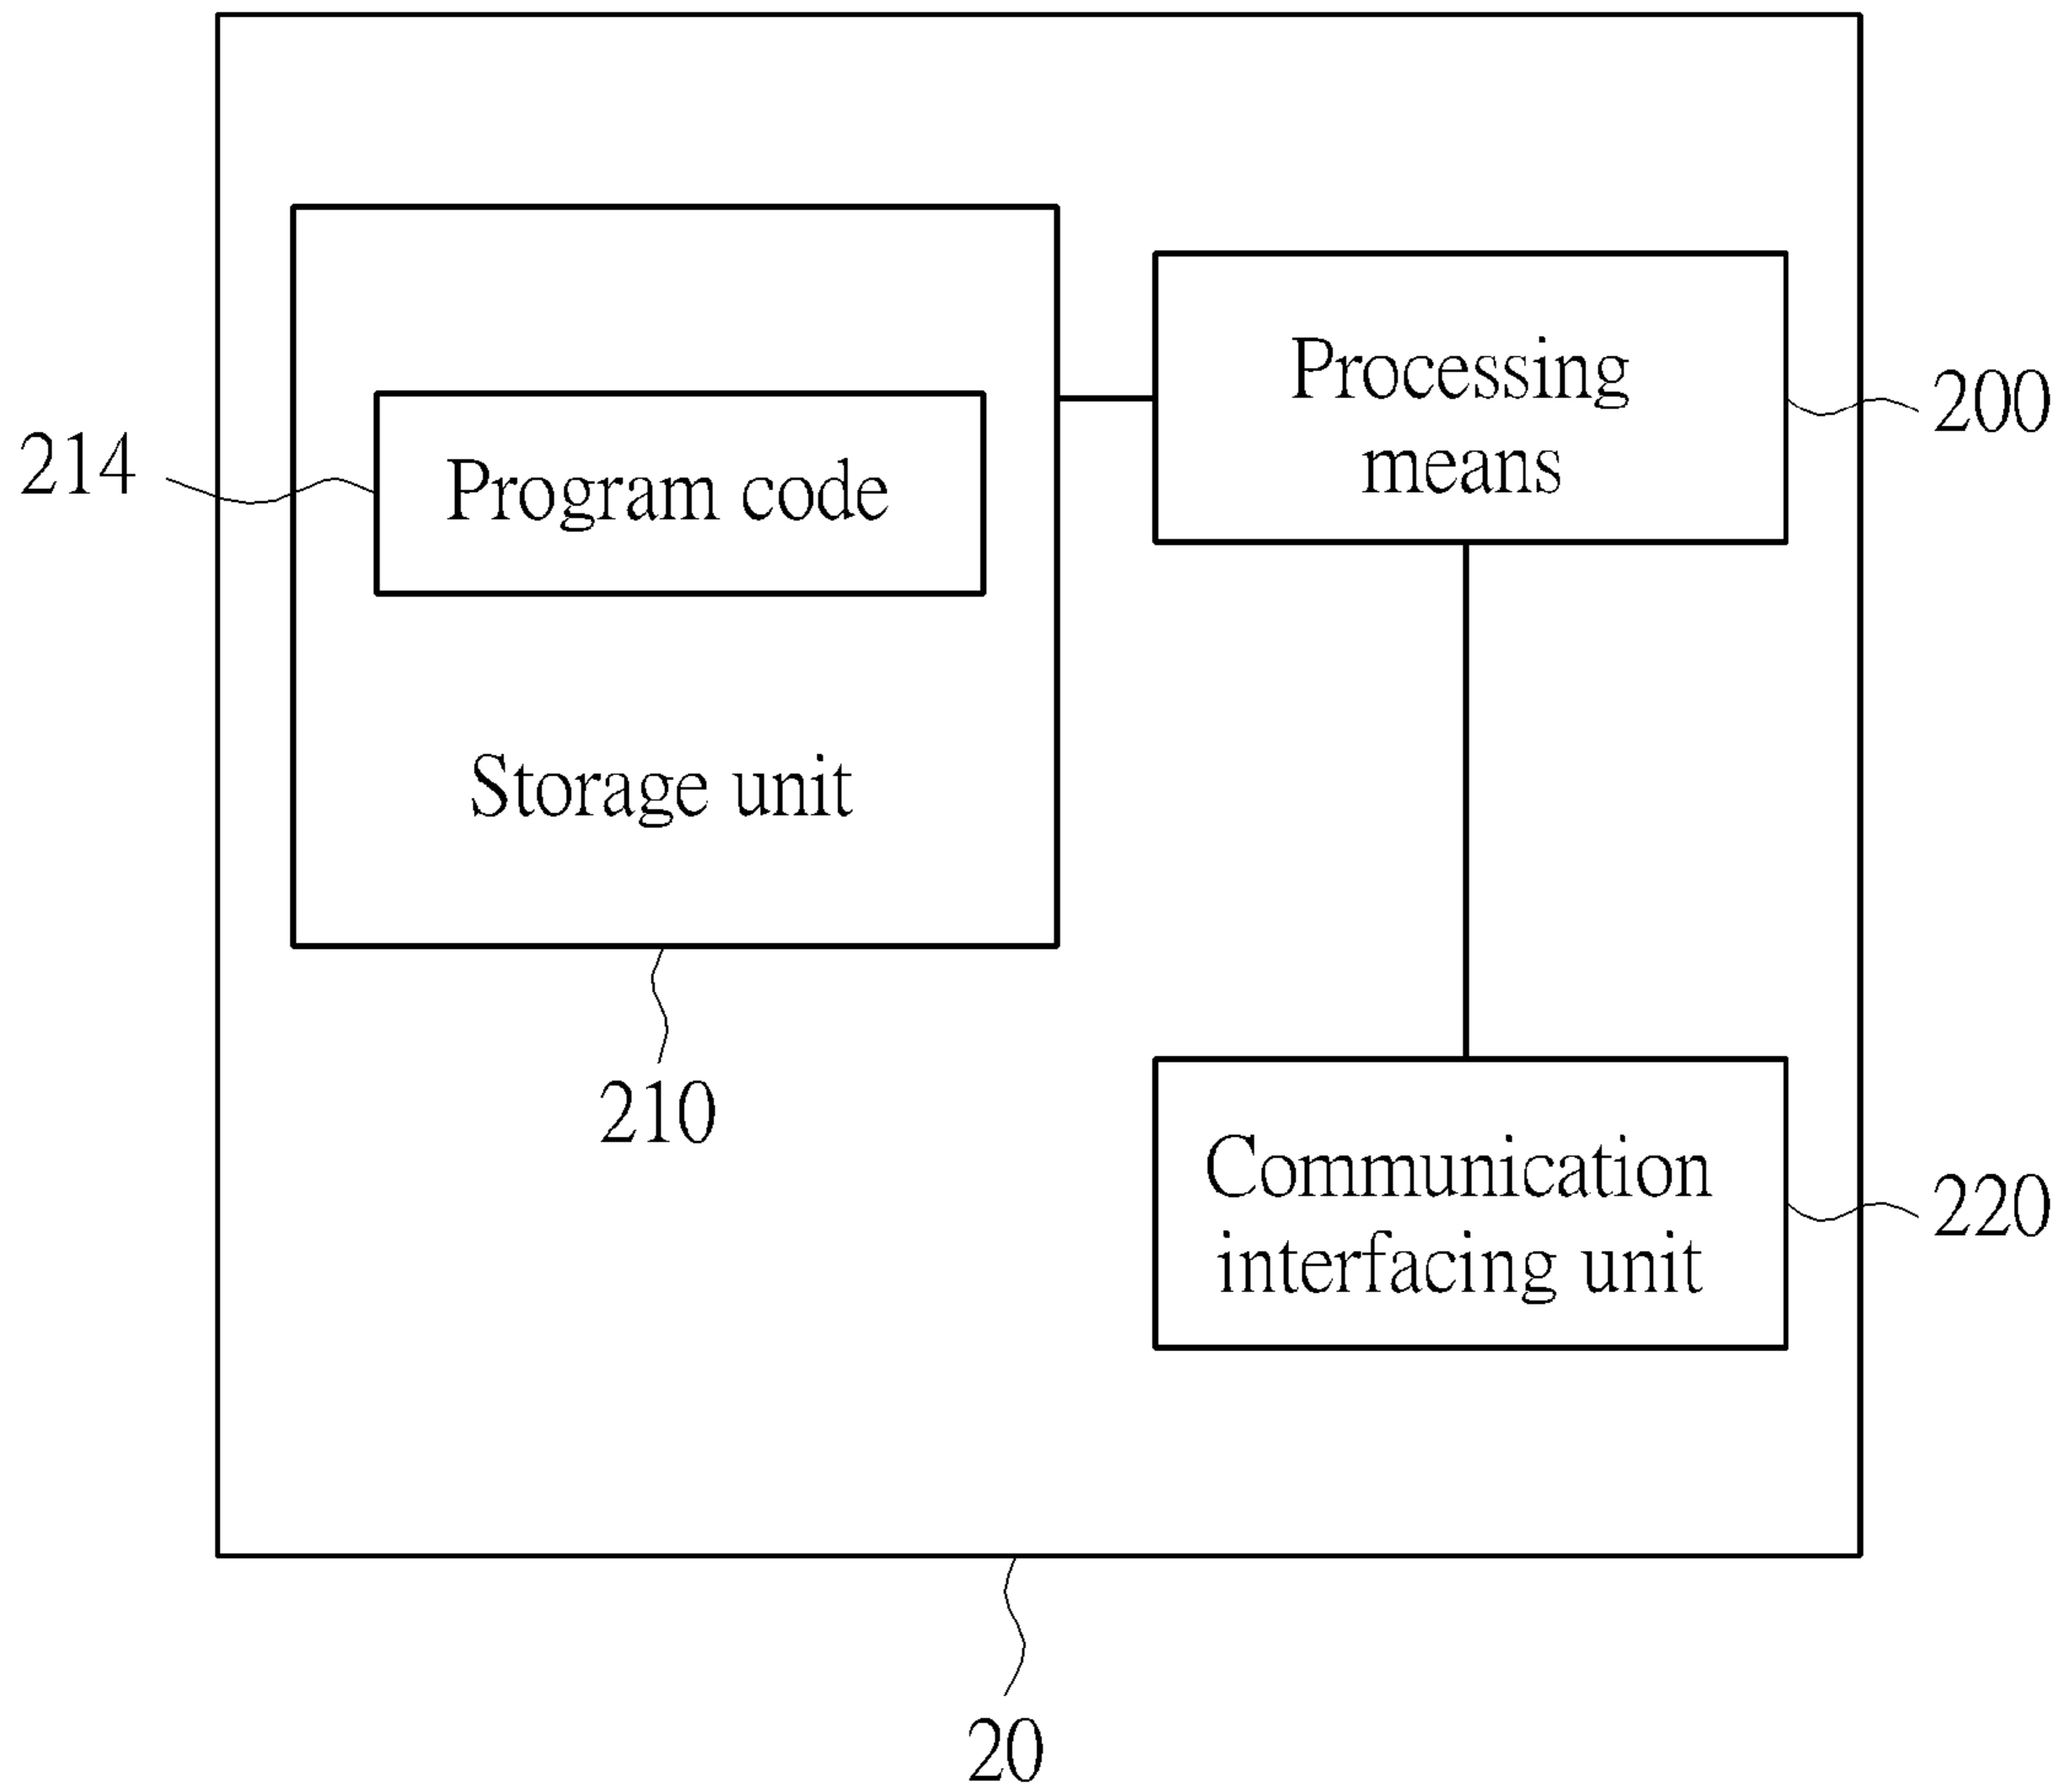 Processing
means
200
214
Program code
Storage unit
210
Communication
interfacing unit
220
20